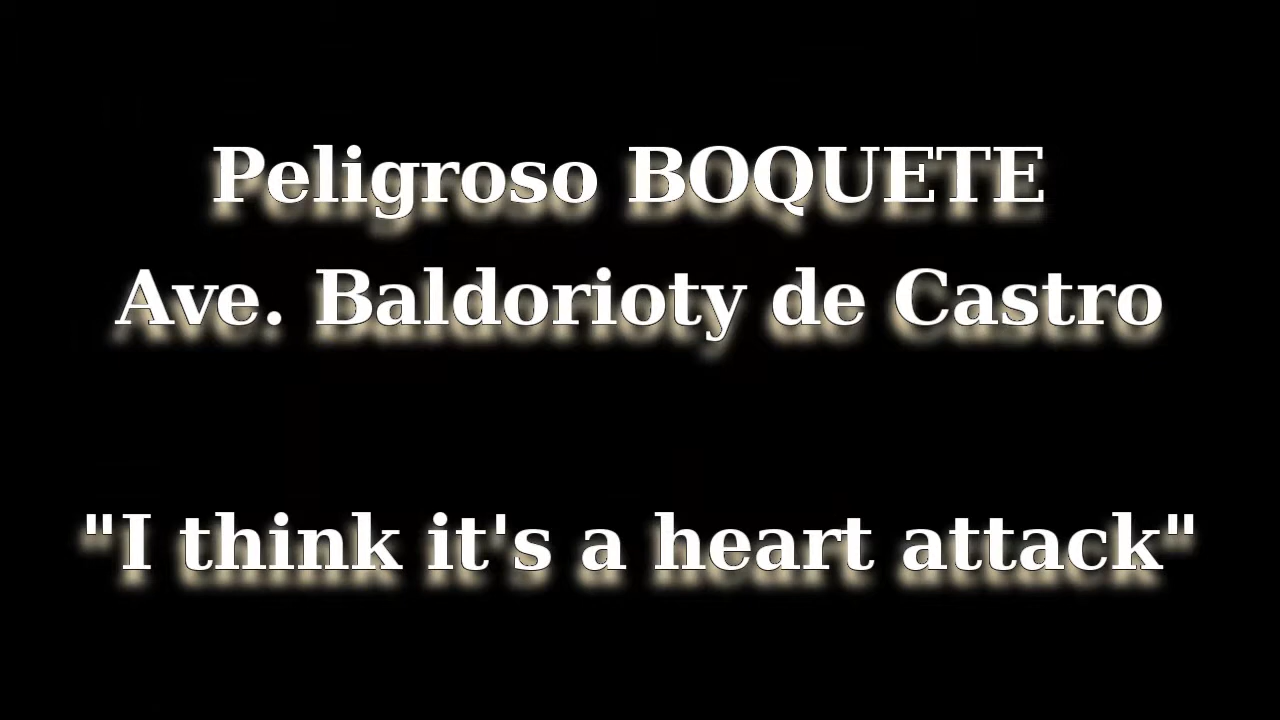 Peligroso BOQUETE
Ave. Baldorioty de Castro
"I think it's a heart attack"